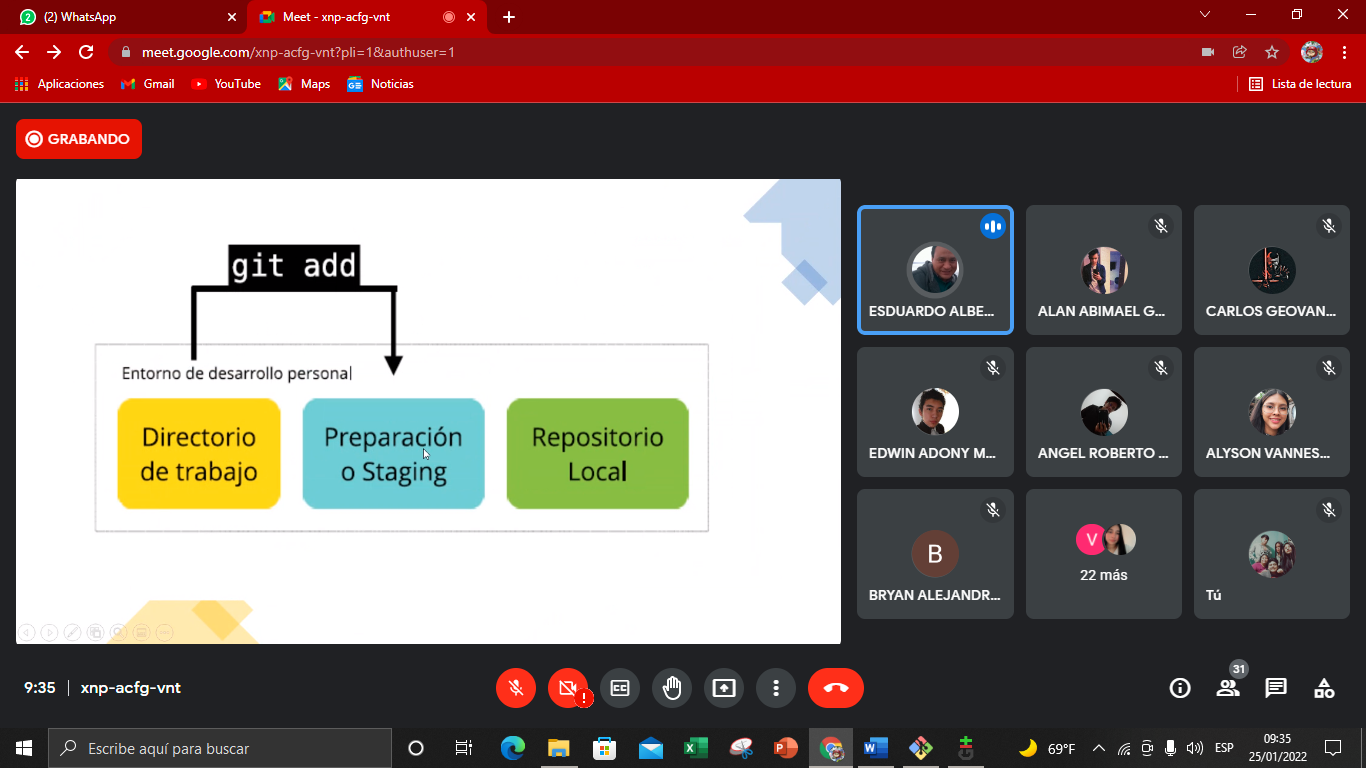 (2) WhatsApp
Meet - xnp-acfg-vnt
meet.google.com/xnp-acfg-vnt?pli=1&authuser=1
Aplicaciones
Gmail
YouTube
Maps
Noticias
Lista de lectura
GRABANDO
git add
Entorno de desarrollo personal
Directorio
de trabajo
Preparación
o Staging
Repositorio
Local
ESDUARDO ALBE...
ALAN ABIMAEL G...
CARLOS GEOVAN...
EDWIN ADONY M...
ANGEL ROBERTO ...
ALYSON VANNES...
B
BRYAN ALEJANDR...
V
22 más
Tú
9:35 | xnp-acfg-vnt
31
Escribe aquí para buscar
69°F
ESP
09:35
25/01/2022